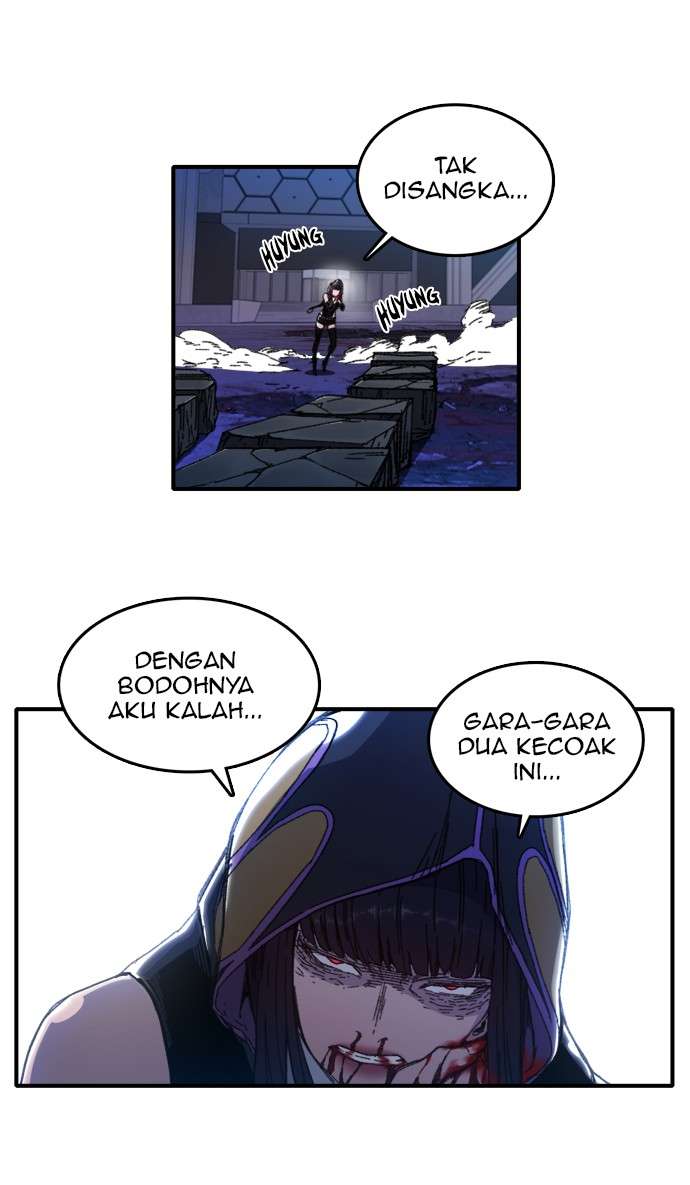 TAK
DISANGKA...
HUYUNG
HUYUNG
DENGAN
BODOHNYA
AKU KALAH...
GARA-GARA
DUA KECOAK
INI...